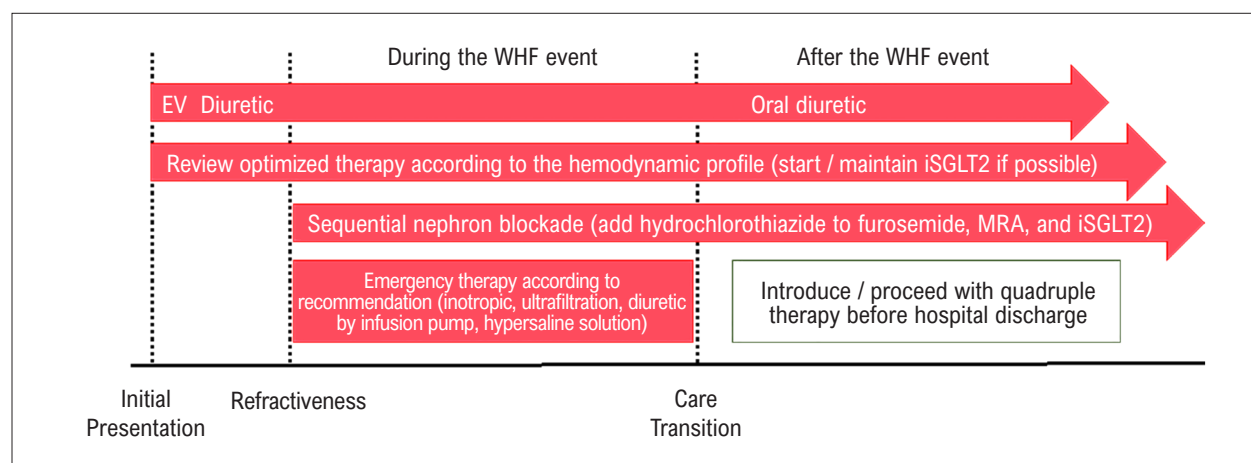 During the WHF event
After the WHF event
EV Diuretic
Oral diuretic
Review optimized therapy according to the hemodynamic profile (start / maintain iSGLT2 if possible)
Sequential nephron blockade (add hydrochlorothiazide to furosemide, MRA, and iSGLT2)
Emergency therapy according to
recommendation (inotropic, ultrafiltration, diuretic
by infusion pump, hypersaline solution)
Introduce / proceed with quadruple
therapy before hospital discharge
Initial
Presentation
Refractiveness
Care
Transition